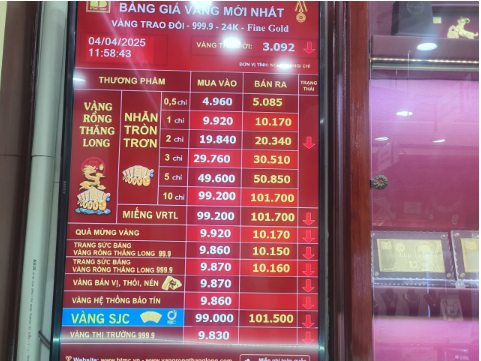 BẢNG GIÁ VÀNG MỚI NHẤT
VÀNG TRAO ĐỔI - 999.9 - 24K - Fine Gold
04/04/2025
11:58:43
3.092
THƯƠNG PHẨM MUA VÀO BÁN RA TRẠNG THÁI
VÀNG RỒNG THĂNG LONG
NHẪN TRÒN TRƠN
0,5 chỉ 4.960 5.085
1 chỉ 9.920 10.170
2 chỉ 19.840 20.340
3 chỉ 29.760 30.510
5 chỉ 49.600 50.850
10 chỉ 99.200 101.700
MIẾNG VRTL 99.200 101.700
QUÀ MỪNG VÀNG 9.920 10.170
TRANG SỨC BẰNG
VÀNG RỒNG THĂNG LONG 99.9 9.860 10.150
TRANG SỨC BẰNG
VÀNG RỒNG THĂNG LONG 999.9 9.870 10.160
VÀNG BẢN VỊ, THỎI, NÉN 9.870
VÀNG HỆ THỐNG BẢO TÍN 9.860
VÀNG SJC 99.000 101.500
VÀNG THỊ TRƯỜNG 999.9 9.830
Website: